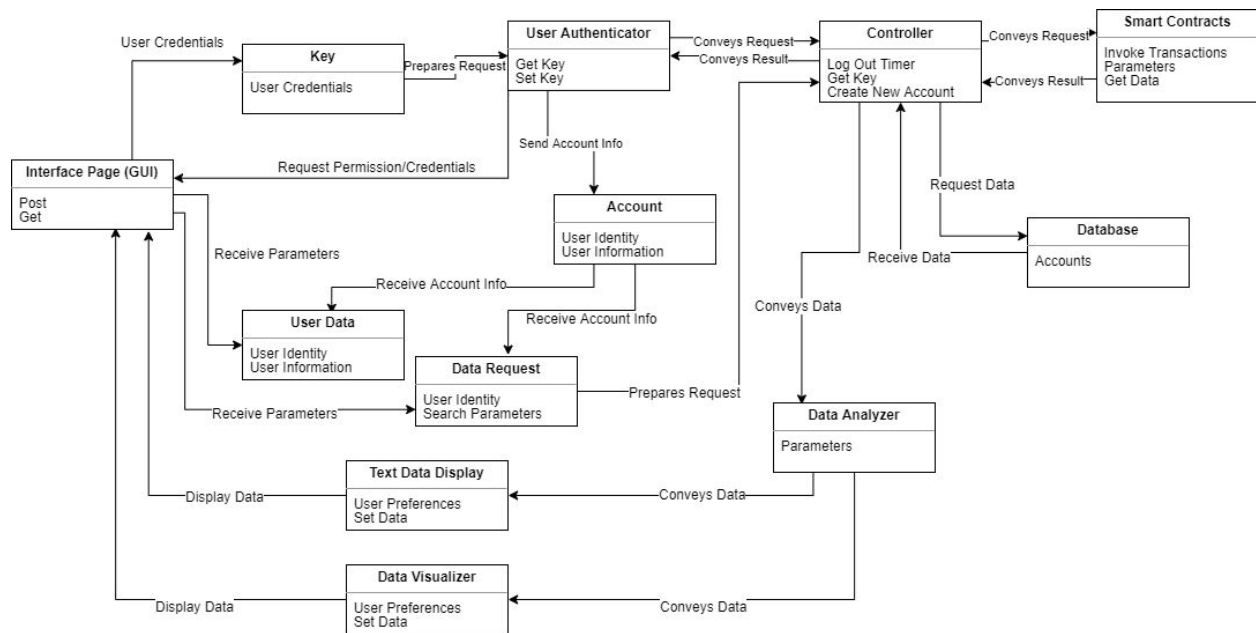 Smart Contracts
User Authenticator
Controller
User Credentials
Conveys Request
Conveys Request
Key
Invoke Transactions
Prepares Request
Conveys Result
Get Key
Log Out Timer
Parameters
Set Key
Get Key
Conveys Result
Get Data
User Credentials
Create New Account
Send Account Info
Interface Page (GUI)
Request Permission/Credentials
Request Data
Post
Get
Account
Database
User Identity
User Information
Receive Parameters
Receive Data
Accounts
Receive Account Info
Conveys Data
User Data
Receive Account Info
User Identity
User Information
Data Request
Prepares Request
User Identity
Search Parameters
Receive Parameters
Data Analyzer
Parameters
Text Data Display
Display Data
Conveys Data
User Preferences
Set Data
Data Visualizer
Display Data
Conveys Data
User Preferences
Set Data